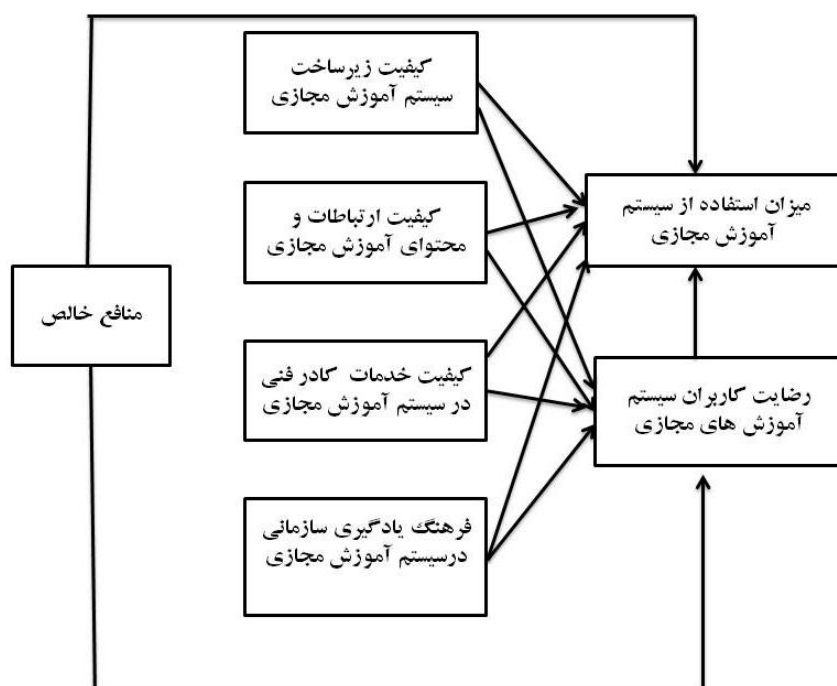 کیفیت زیرساخت
سیستم آموزش مجازی
کیفیت ارتباطات و
محتوای آموزش مجازی
کیفیت خدمات کادر فنی
در سیستم آموزش مجازی
فرهنگ یادگیری سازمانی
درسیستم آموزش مجازی
میزان استفاده از سیستم
آموزش مجازی
رضایت کاربران سیستم
آموزش های مجازی
منافع خالص